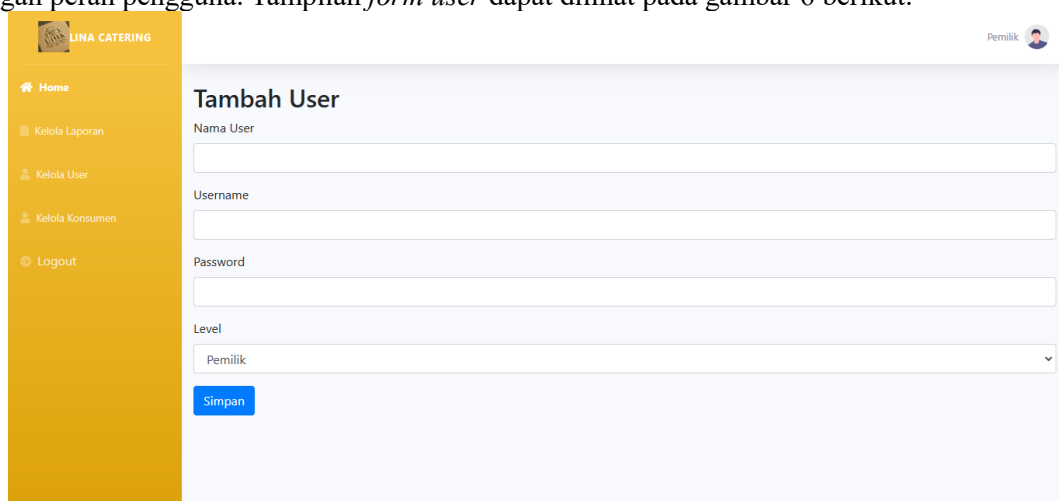 gan peran pengguna. Tampilan form user dapat dilihat pada gambar 6 berikut.
LINA CATERING
Pemilik
Home
Kelola Laporan
Kelola User
Kelola Konsumen
Logout
Tambah User
Nama User
Username
Password
Level
Pemilik
Simpan